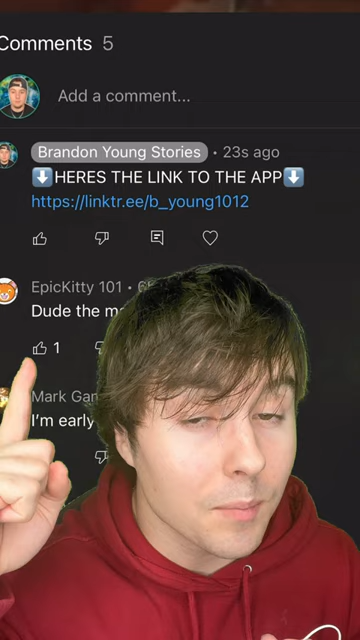 Comments 5
Add a comment...
Brandon Young Stories • 23s ago
⬇️HERES THE LINK TO THE APP⬇️
https://linktr.ee/b_young1012
EpicKitty 101 •
Dude the
1
Mark
I'm early